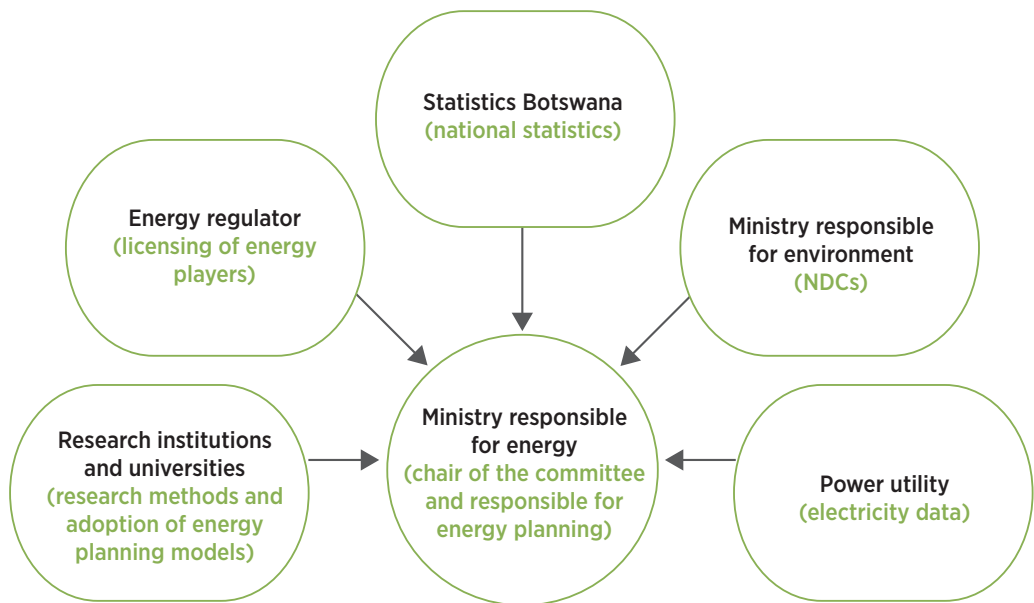 Statistics Botswana
(national statistics)
Energy regulator
(licensing of energy
players)
Ministry responsible
for environment
(NDCs)
Research institutions
and universities
(research methods and
adoption of energy
planning models)
Ministry responsible
for energy
(chair of the committee
and responsible for
energy planning)
Power utility
(electricity data)